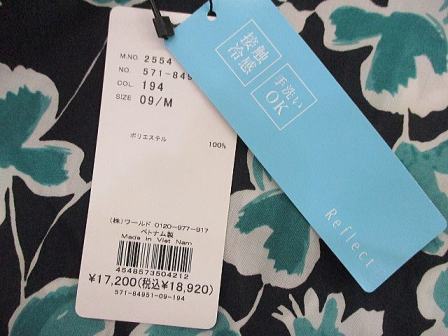 M.NO. 2554
NO. 571-849
COL. 194
SIZE 09/M
ポリエステル 100%
(株)ワールド 0120-977-917
ベトナム製
Made In Viet Nam
4548573504212
¥17,200(税込¥18,920)
571-84951-09-194
接触
冷感
手洗い
OK
Reflect